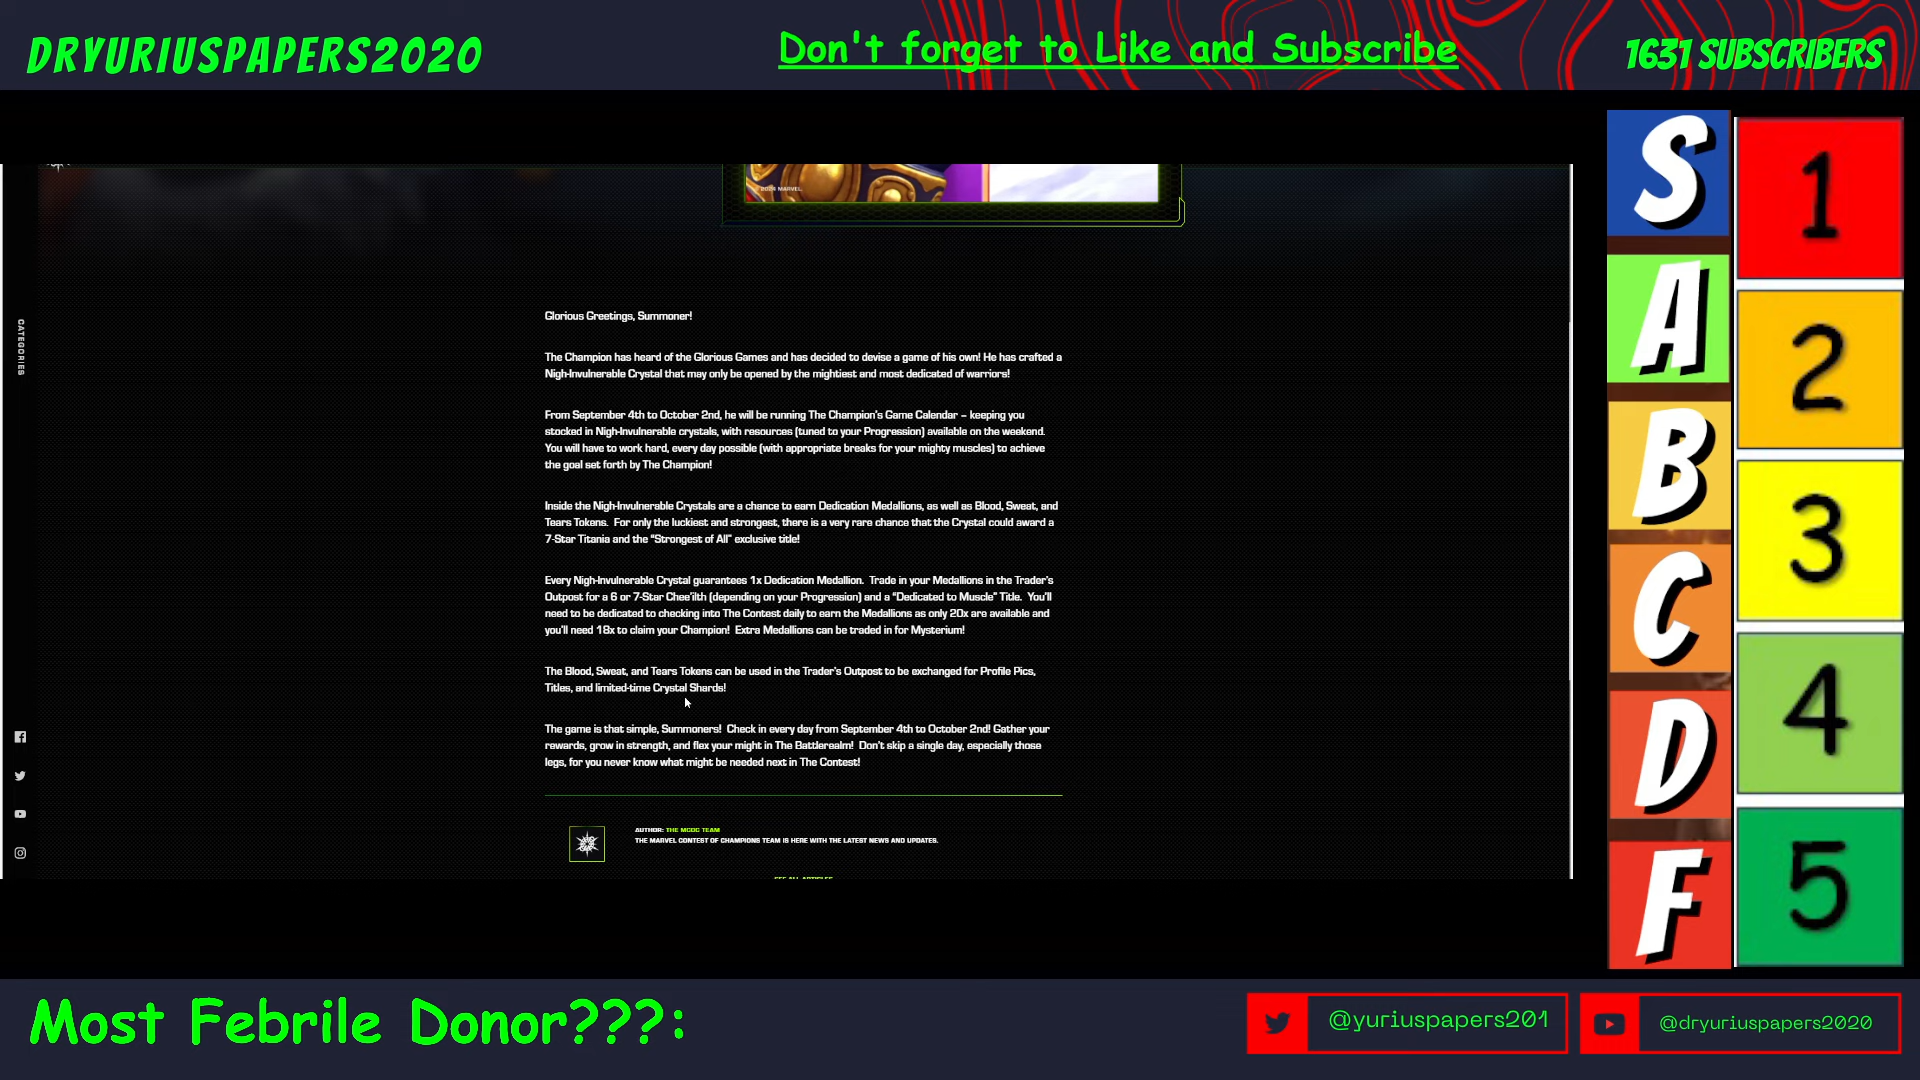 DRYURIUSPAPERS2020
Don't forget to Like and Subscribe
1631 SUBSCRIBERS
MARVEL.
CATEGORIES
Glorious Greetings, Summoner!
The Champion has heard of the Glorious Games and has decided to devise a game of his own! He has crafted a
Nigh-Invulnerable Crystal that may only be opened by the mightiest and most dedicated of warriors!
From September 4th to October 2nd, he will be running The Champion's Game Calendar – keeping you
stocked in Nigh-Invulnerable crystals, with resources (tuned to your Progression) available on the weekend.
You will have to work hard, every day possible (with appropriate breaks for your mighty muscles) to achieve
the goal set forth by The Champion!
Inside the Nigh-Invulnerable Crystals are a chance to earn Dedication Medallions, as well as Blood, Sweat, and
Tears Tokens. For only the luckiest and strongest, there is a very rare chance that the Crystal could award a
7-Star Titania and the "Strongest of All" exclusive title!
Every Nigh-Invulnerable Crystal guarantees 1x Dedication Medallion. Trade in your Medallions in the Trader's
Outpost for a 6 or 7-Star Chee'ilth (depending on your Progression) and a "Dedicated to Muscle" Title. You'll
need to be dedicated to checking into The Contest daily to earn the Medallions as only 20x are available and
you'll need 18x to claim your Champion! Extra Medallions can be traded in for Mysterium!
The Blood, Sweat, and Tears Tokens can be used in the Trader's Outpost to be exchanged for Profile Pics,
Titles, and limited-time Crystal Shards!
The game is that simple, Summoners! Check in every day from September 4th to October 2nd! Gather your
rewards, grow in strength, and flex your might in The Battlerealm! Don't skip a single day, especially those
legs, for you never know what might be needed next in The Contest!
AUTHOR: THE MCOC TEAM
THE MARVEL CONTEST OF CHAMPIONS TEAM IS HERE WITH THE LATEST NEWS AND UPDATES.
SEE ALL ARTICLES
S
A
B
C
D
F
1
2
3
4
5
Most Febrile Donor???:
@yuriuspapers201
@dryuriuspapers2020